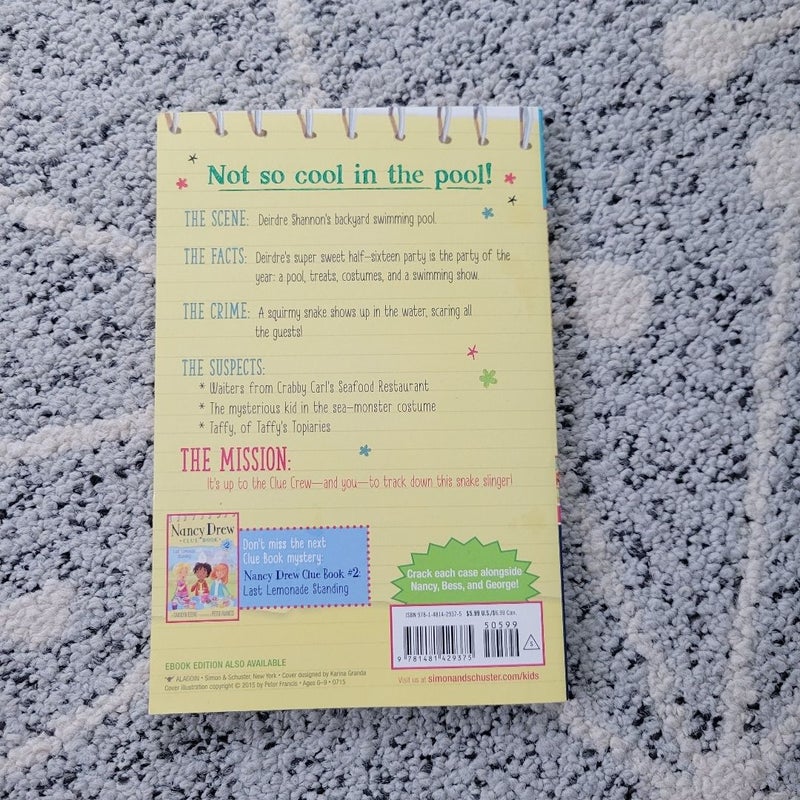 Not so cool in the pool!
THE SCENE: Deirdre Shannon's backyard swimming pool.
THE FACTS: Deirdre's super sweet half-sixteen party is the party of the
year: a pool, treats, costumes, and a swimming show.
THE CRIME: A squirmy snake shows up in the water, scaring all
the guests!
THE SUSPECTS:
* Waiters from Crabby Carl's Seafood Restaurant
* The mysterious kid in the sea-monster costume
* Taffy, of Taffy's Topiaries
THE MISSION:
It's up to the Clue Crew—and you—to track down this snake slinger!
Nancy Drew
CLUE BOOK
Don't miss the next
Clue Book mystery:
Nancy Drew Clue Book #2:
Last Lemonade Standing
Crack each case alongside
Nancy, Bess, and George!
ISBN 978-1-4814-2937-5 $5.99 U.S./$6.99 Can.
50599
9 781481 429375
S
EBOOK EDITION ALSO AVAILABLE
ALADDIN • Simon & Schuster, New York • Cover designed by Karina Granda
Cover illustration copyright © 2015 by Peter Francis • Ages 6–9 • 0715
Visit us at simonandschuster.com/kids